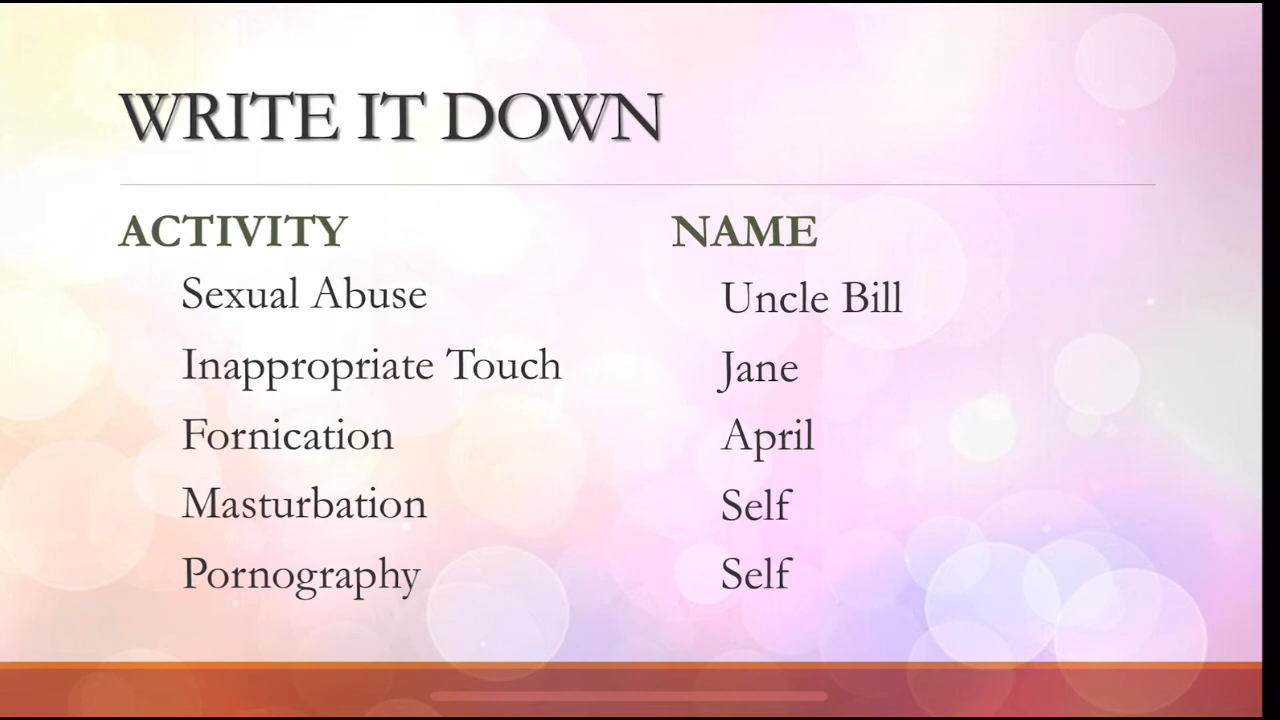 WRITE IT DOWN
ACTIVITY NAME
Sexual Abuse Uncle Bill
Inappropriate Touch Jane
Fornication April
Masturbation Self
Pornography Self